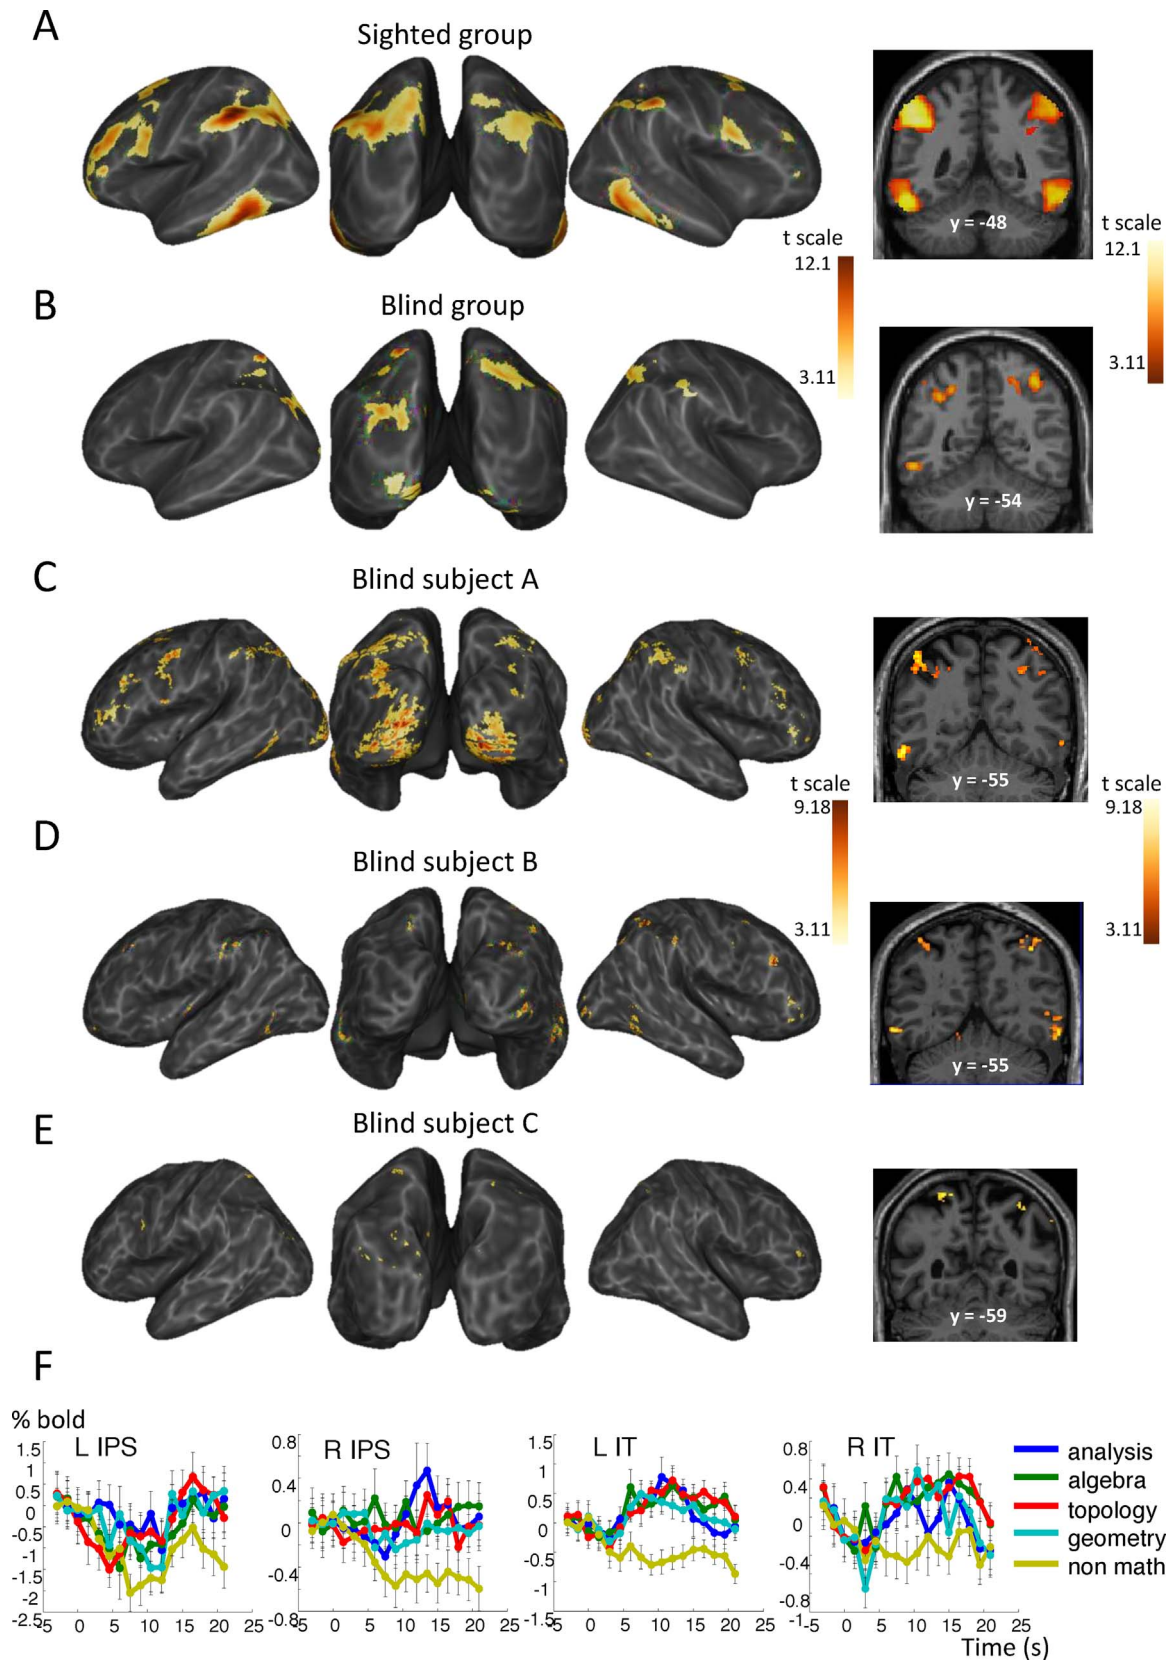 A
Sighted group
y = -48
t scale
12.1
3.11
t scale
12.1
3.11
B
Blind group
y = -54
C
Blind subject A
y = -55
t scale
9.18
3.11
t scale
9.18
3.11
D
Blind subject B
y = -55
E
Blind subject C
y = -59
F
% bold
L IPS
1.5
1
0.5
0
-0.5
-1
-1.5
-2
-2.5
-5 0 5 10 15 20 25
R IPS
0.8
0.4
0
-0.4
0.8
-5 0 5 10 15 20 25
L IT
1.5
1
0.5
0
-0.5
-1
-1.5
-5 0 5 10 15 20 25
R IT
0.8
0.4
0
-0.4
-0.8
-1
-5 0 5 10 15 20 25
Time (s)
analysis
algebra
topology
geometry
non math